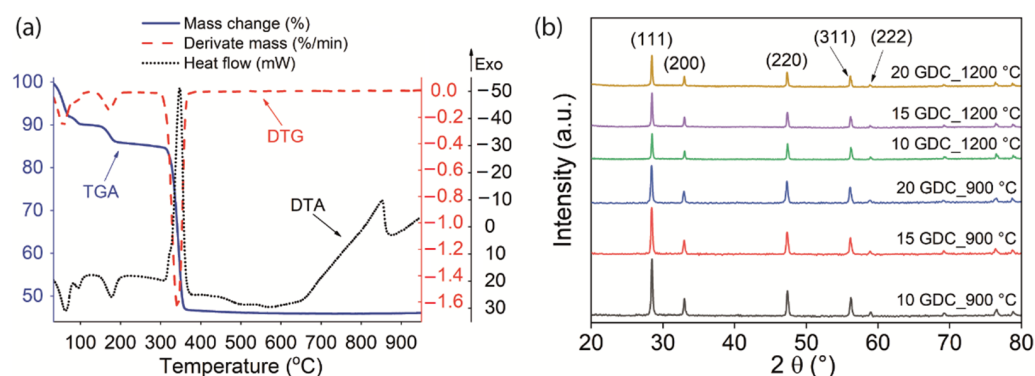 (a)
Mass change (%)
Derivate mass (%/min)
Heat flow (mW)
Exo
100
90
80
70
60
50
TGA
DTG
DTA
0.0
−0.2
−0.4
−0.6
−0.8
−1.0
−1.2
−1.4
−1.6
−50
−40
−30
−20
−10
0
10
20
30
100 200 300 400 500 600 700 800 900
Temperature (°C)
(b)
Intensity (a.u.)
(111)
(200)
(220)
(311)
(222)
20 GDC_1200 °C
15 GDC_1200 °C
10 GDC_1200 °C
20 GDC_900 °C
15 GDC_900 °C
10 GDC_900 °C
20 30 40 50 60 70 80
2 θ (°)